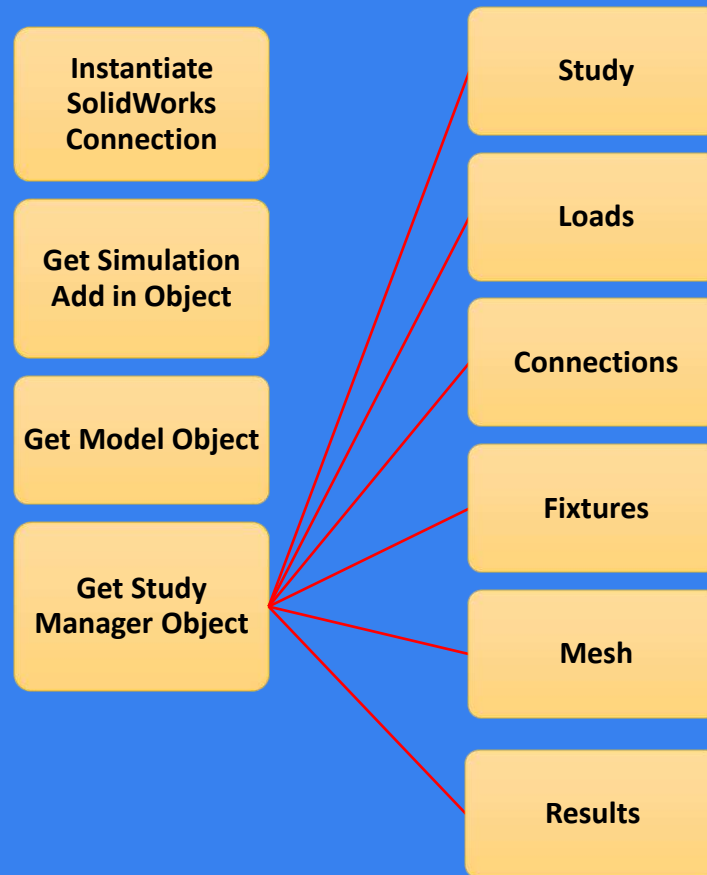 Instantiate
SolidWorks
Connection
Get Simulation
Add in Object
Get Model Object
Get Study
Manager Object
Study
Loads
Connections
Fixtures
Mesh
Results